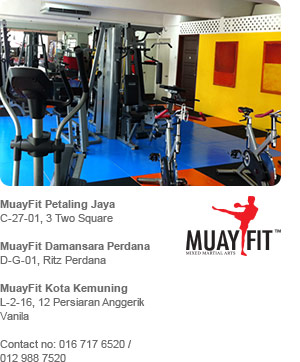 MuayFit Petaling Jaya
C-27-01, 3 Two Square
MuayFit Damansara Perdana
D-G-01, Ritz Perdana
MuayFit Kota Kemuning
L-2-16, 12 Persiaran Anggerik
Vanila
Contact no: 016 717 6520 /
012 988 7520
MUAYFIT™
MIXED MARTIAL ARTS